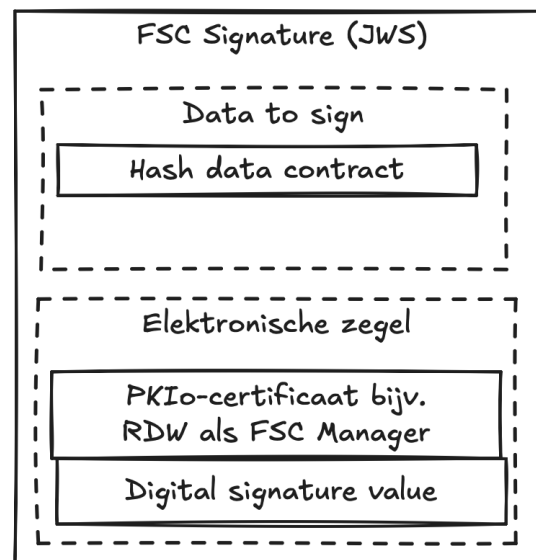 FSC Signature (JWS)
Data to sign
Hash data contract
Elektronische zegel
PKIo-certificaat bijv.
RDW als FSC Manager
Digital signature value